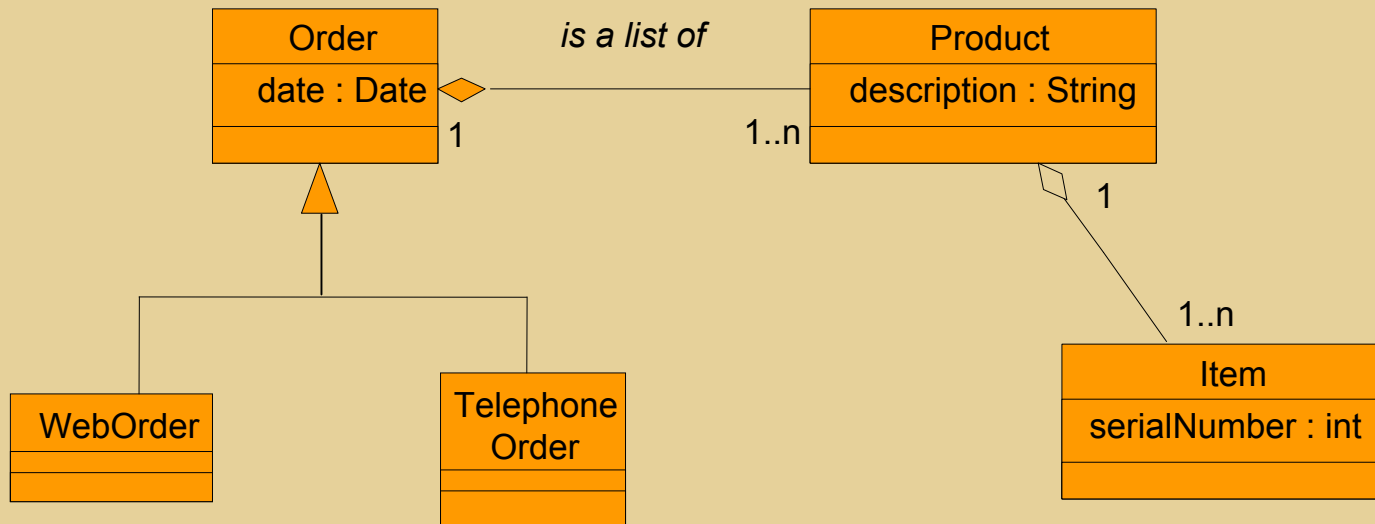 Order
is a list of
Product
date : Date
description : String
1
1..n
1
1..n
Item
serialNumber : int
WebOrder
Telephone
Order